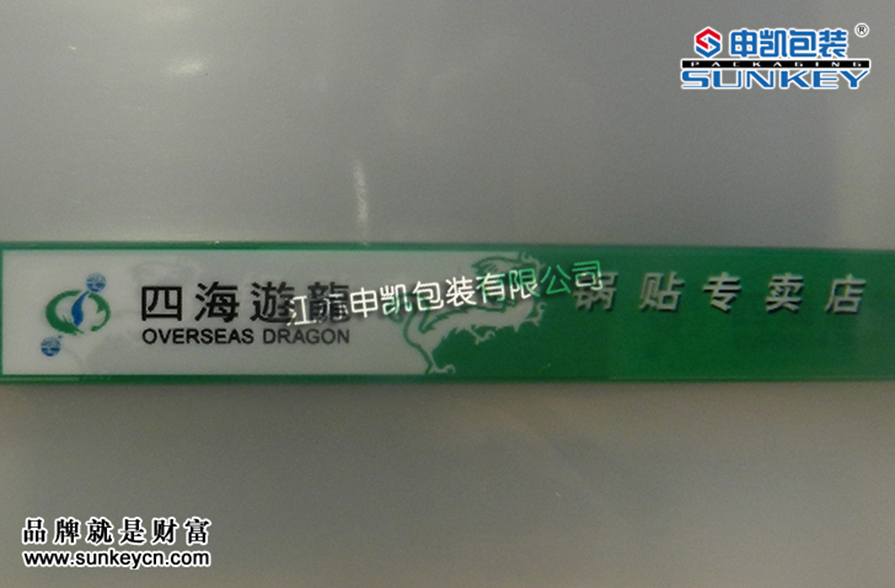 申凯包装®
PACKAGING
SUNKEY
四海遊龍
OVERSEAS DRAGON
江阴申凯包装有限公司
锅贴专卖店
品牌就是财富
www.sunkeycn.com